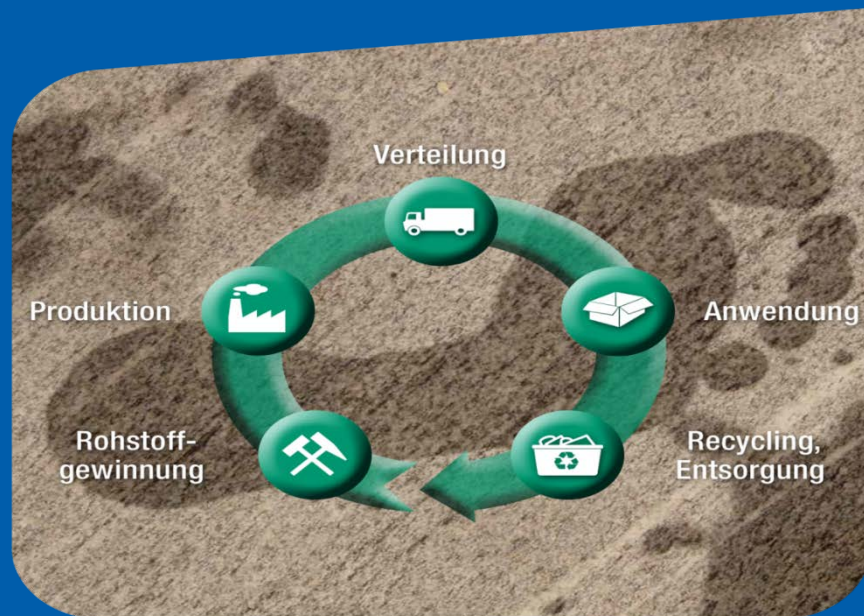 Verteilung
Produktion
Anwendung
Rohstoff-
gewinnung
Recycling,
Entsorgung